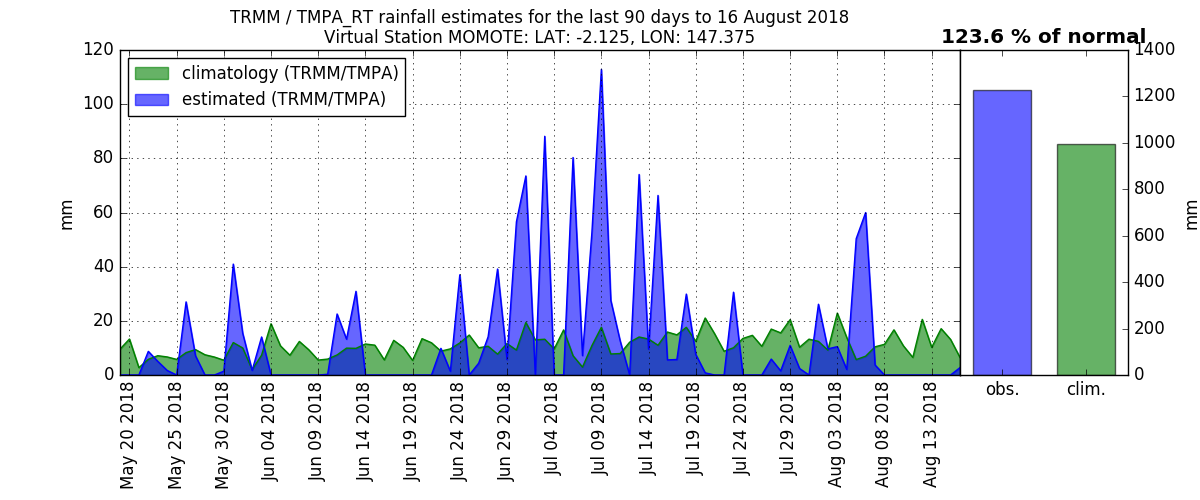 TRMM / TMPA_RT rainfall estimates for the last 90 days to 16 August 2018
Virtual Station MOMOTE: LAT: -2.125, LON: 147.375
123.6 % of normal
climatology (TRMM/TMPA)
estimated (TRMM/TMPA)
mm
120
100
80
60
40
20
0
May 20 2018
May 25 2018
May 30 2018
Jun 04 2018
Jun 09 2018
Jun 14 2018
Jun 19 2018
Jun 24 2018
Jun 29 2018
Jul 04 2018
Jul 09 2018
Jul 14 2018
Jul 19 2018
Jul 24 2018
Jul 29 2018
Aug 03 2018
Aug 08 2018
Aug 13 2018
1400
1200
1000
800
600
400
200
0
mm
obs.
clim.